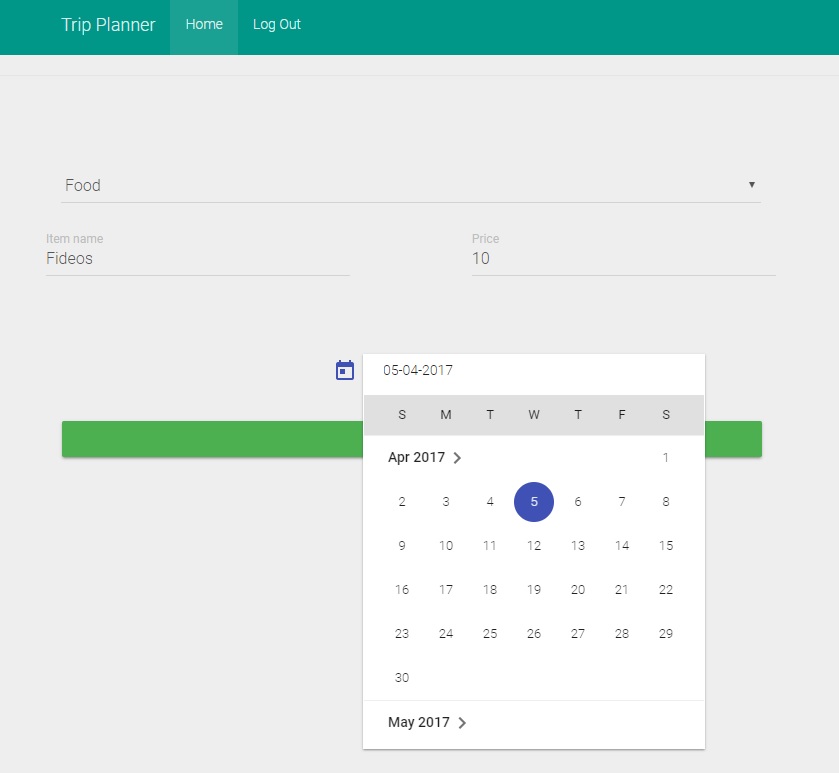 Trip Planner Home Log Out
Food
Item name Price
Fideos 10
05-04-2017
S M T W T F S
Apr 2017 1
2 3 4 5 6 7 8
9 10 11 12 13 14 15
16 17 18 19 20 21 22
23 24 25 26 27 28 29
30
May 2017